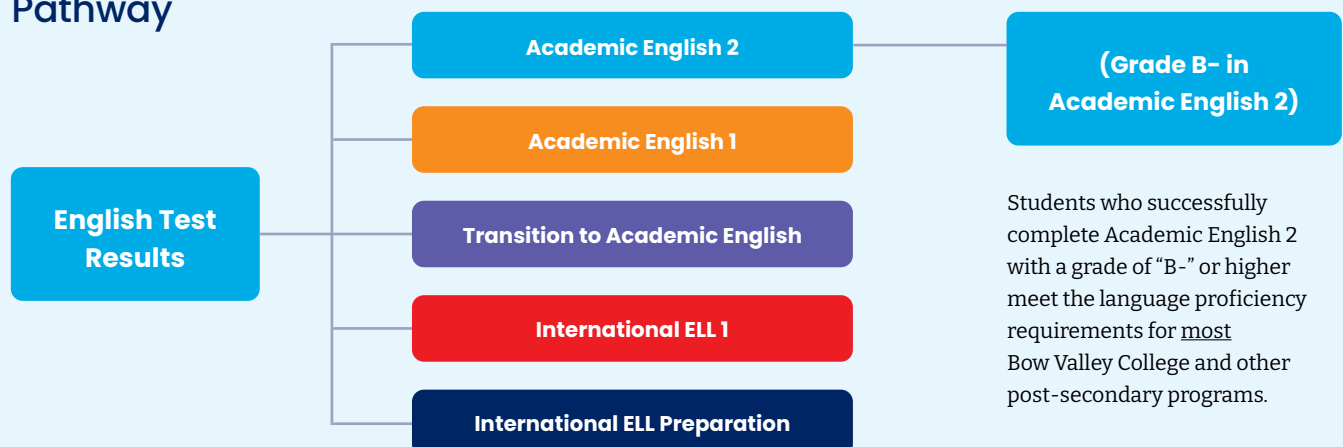 Pathway
English Test
Results
Academic English 2
Academic English 1
Transition to Academic English
International ELL 1
International ELL Preparation
(Grade B- in
Academic English 2)
Students who successfully
complete Academic English 2
with a grade of “B-” or higher
meet the language proficiency
requirements for most
Bow Valley College and other
post-secondary programs.